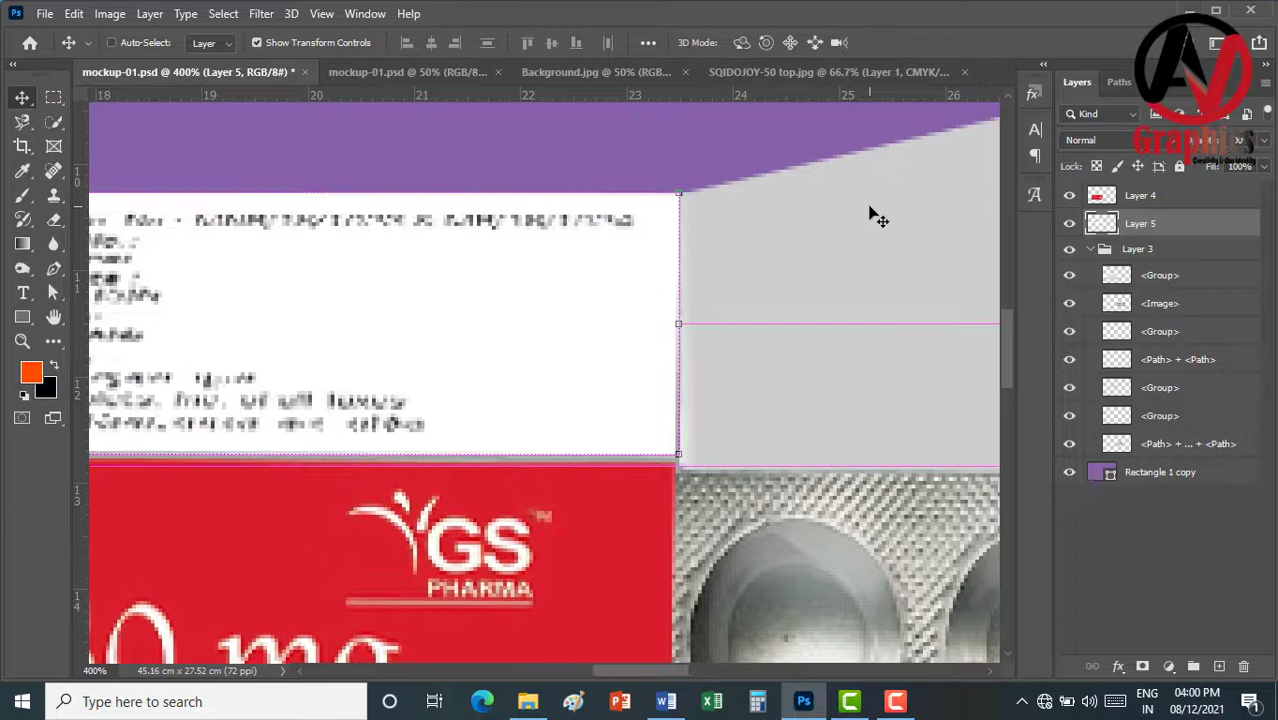 File Edit Image Layer Type Select Filter 3D View Window Help
Auto-Select: Layer Show Transform Controls 3D Mode:
mockup-01.psd @ 400% (Layer 5, RGB/8#) * mockup-01.psd @ 50% (RGB/8... Background.jpg @ 50% (RGB... SQIDOJOY-50 top.jpg @ 66.7% (Layer 1, CMYK/...
18 19 20 21 22 23 24 25 26
Layers Paths
Kind
Normal
AM
Graphics
Lock: Fill: 100%
Layer 4
Layer 5
Layer 3
<Group>
<Image>
<Group>
<Path> + <Path>
<Group>
<Group>
<Path> + ... + <Path>
Rectangle 1 copy
GS
TM
PHARMA
0 mg
400% 45.16 cm x 27.52 cm (72 ppi)
Type here to search
ENG
IN
04:00 PM
08/12/2021